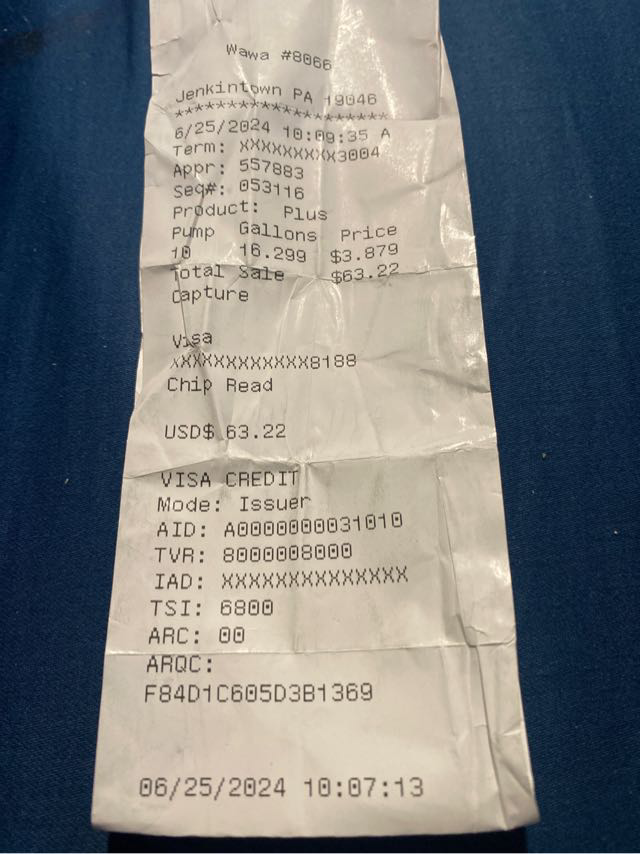 Wawa #8066
Jenkintown PA 19046
********************
6/25/2024 10:09:35 A
Term: XXXXXXXXX3004
Appr: 557883
Seq#: 053116
Product: Plus
Pump Gallons Price
10 16.299 $3.879
Total Sale $63.22
Capture
Visa
XXXXXXXXXXXX8188
Chip Read
USD$ 63.22
VISA CREDIT
Mode: Issuer
AID: A0000000031010
TVR: 8000008000
IAD: XXXXXXXXXXXXXX
TSI: 6800
ARC: 00
ARQC:
F84D1C605D3B1369
06/25/2024 10:07:13